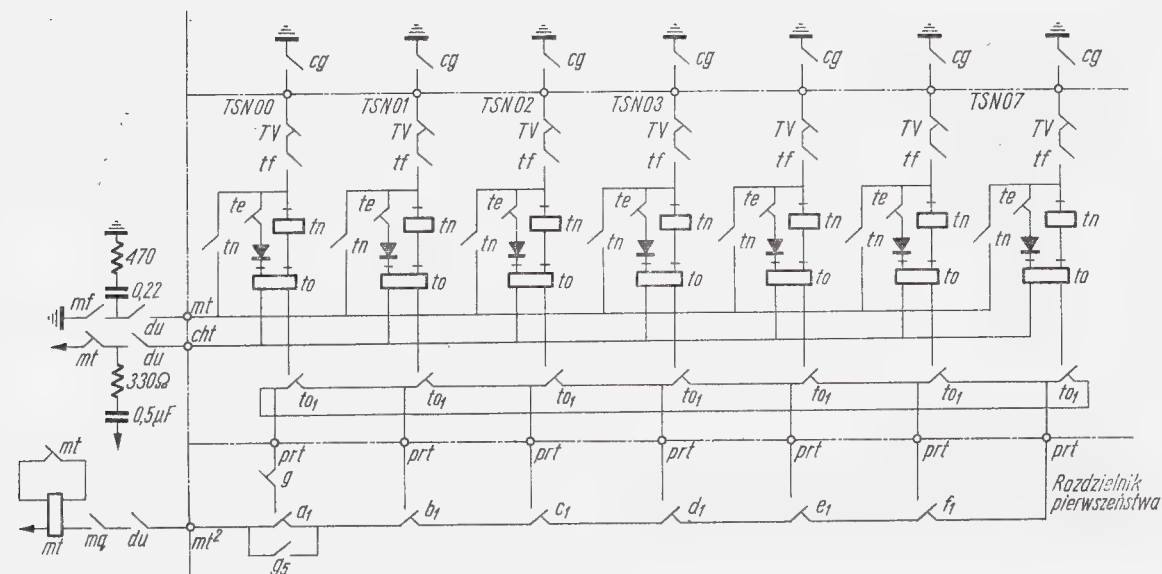 cg cg cg cg cg cg cg
TSN00 TSN01 TSN02 TSN03 TSN07
TV TV TV TV TV TV TV
tf tf tf tf tf tf tf
te te te te te te te
tn tn tn tn tn tn tn
tn tn tn tn tn tn tn
470
to to to to to to to
0,22
mf du mt
cht
mt du
330Ω
to1 to1 to1 to1 to1 to1 to1
0,5μF
prt prt prt prt prt prt prt
mt
g
Rozdzielnik
pierwszeństwa
a1 b1 c1 d1 e1 f1
mt mq du mt2
g5